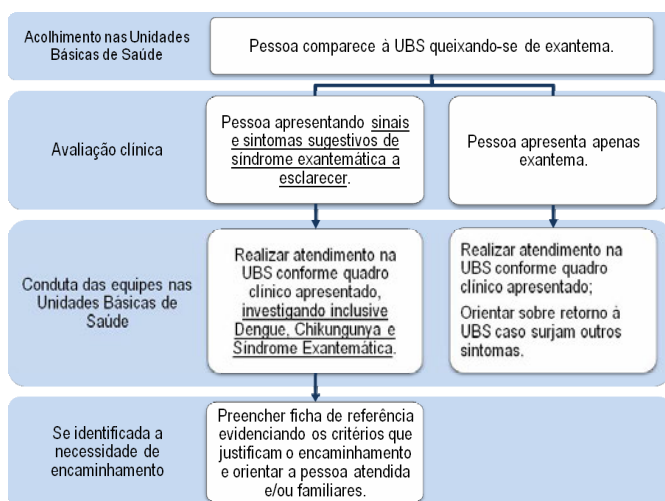 Acolhimento nas Unidades
Básicas de Saúde
Pessoa comparece à UBS queixando-se de exantema.
Avaliação clínica
Pessoa apresentando sinais
e sintomas sugestivos de
síndrome exantemática a
esclarecer.
Pessoa apresenta apenas
exantema.
Conduta das equipes nas
Unidades Básicas de
Saúde
Realizar atendimento na
UBS conforme quadro
clínico apresentado,
investigando inclusive
Dengue, Chikungunya e
Síndrome Exantemática.
Realizar atendimento na
UBS conforme quadro
clínico apresentado;
Orientar sobre retorno à
UBS caso surjam outros
sintomas.
Se identificada a
necessidade de
encaminhamento
Preencher ficha de referência
evidenciando os critérios que
justificam o encaminhamento
e orientar a pessoa atendida
e/ou familiares.